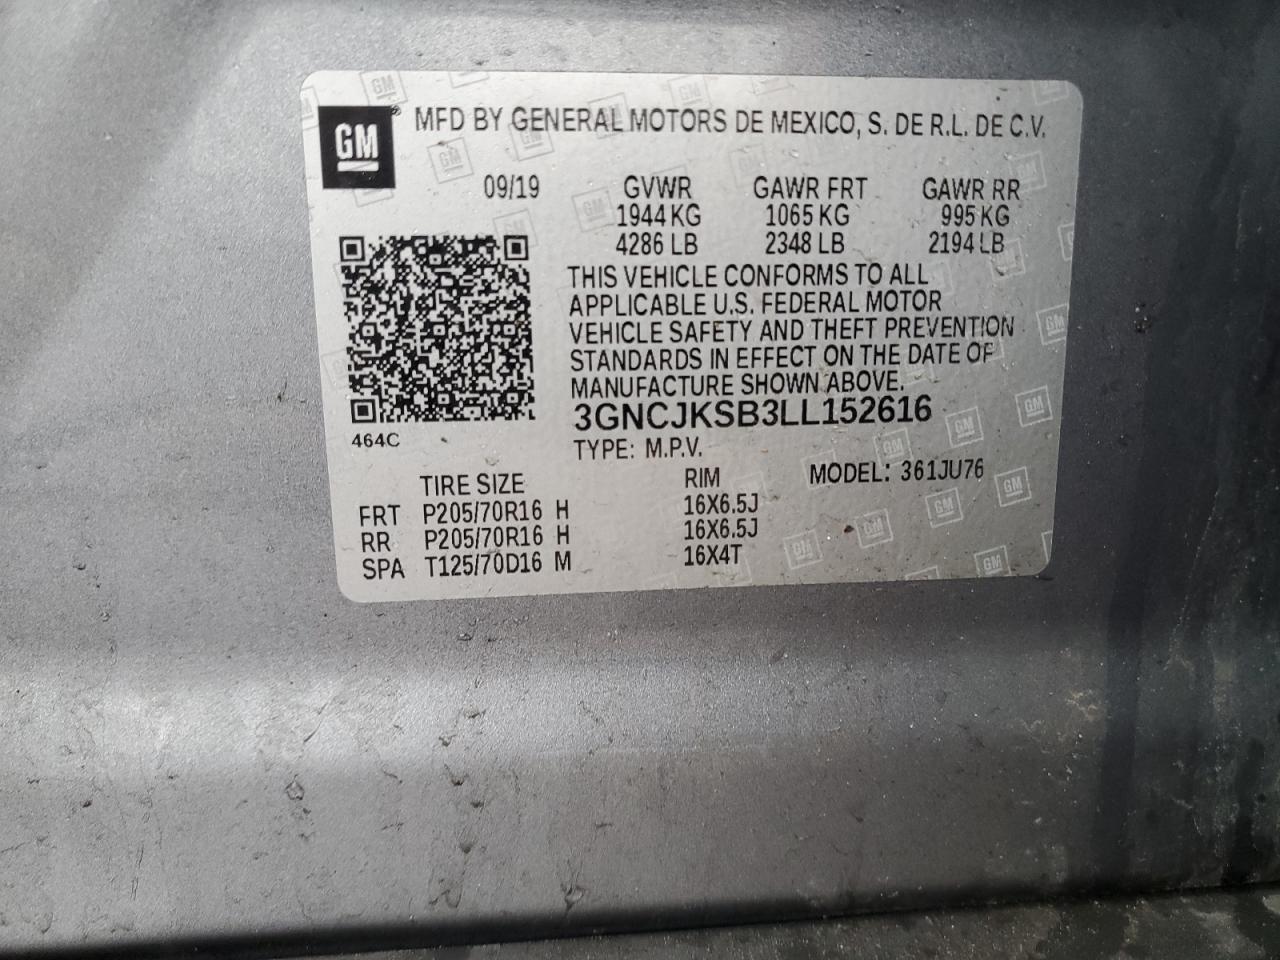 GM
MFD BY GENERAL MOTORS DE MEXICO, S. DE R.L. DE C.V.
09/19 GVWR GAWR FRT GAWR RR
1944 KG 1065 KG 995 KG
4286 LB 2348 LB 2194 LB
THIS VEHICLE CONFORMS TO ALL
APPLICABLE U.S. FEDERAL MOTOR
VEHICLE SAFETY AND THEFT PREVENTION
STANDARDS IN EFFECT ON THE DATE OF
MANUFACTURE SHOWN ABOVE.
3GNCJKSB3LL152616
464C
TYPE: M.P.V.
TIRE SIZE RIM MODEL: 361JU76
FRT P205/70R16 H 16X6.5J
RR P205/70R16 H 16X6.5J
SPA T125/70D16 M 16X4T